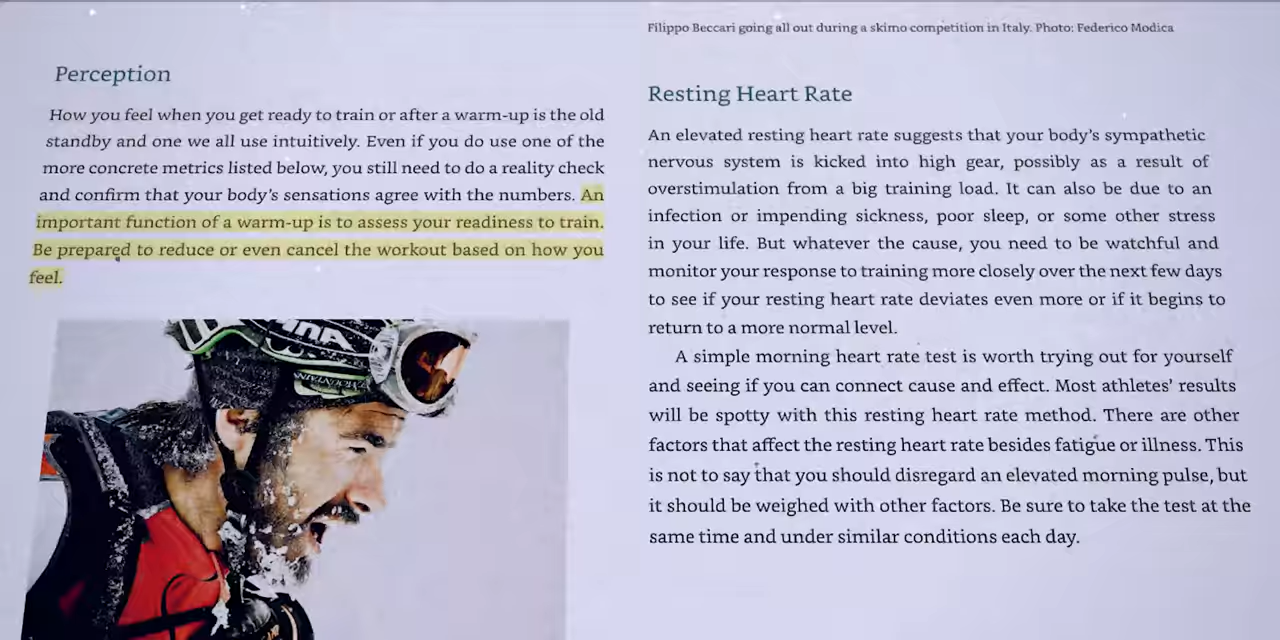 Perception
How you feel when you get ready to train or after a warm-up is the old
standby and one we all use intuitively. Even if you do use one of the
more concrete metrics listed below, you still need to do a reality check
and confirm that your body's sensations agree with the numbers. An
important function of a warm-up is to assess your readiness to train.
Be prepared to reduce or even cancel the workout based on how you
feel.
Filippo Beccari going all out during a skimo competition in Italy. Photo: Federico Modica
Resting Heart Rate
An elevated resting heart rate suggests that your body's sympathetic
nervous system is kicked into high gear, possibly as a result of
overstimulation from a big training load. It can also be due to an
infection or impending sickness, poor sleep, or some other stress
in your life. But whatever the cause, you need to be watchful and
monitor your response to training more closely over the next few days
to see if your resting heart rate deviates even more or if it begins to
return to a more normal level.
A simple morning heart rate test is worth trying out for yourself
and seeing if you can connect cause and effect. Most athletes' results
will be spotty with this resting heart rate method. There are other
factors that affect the resting heart rate besides fatigue or illness. This
is not to say that you should disregard an elevated morning pulse, but
it should be weighed with other factors. Be sure to take the test at the
same time and under similar conditions each day.